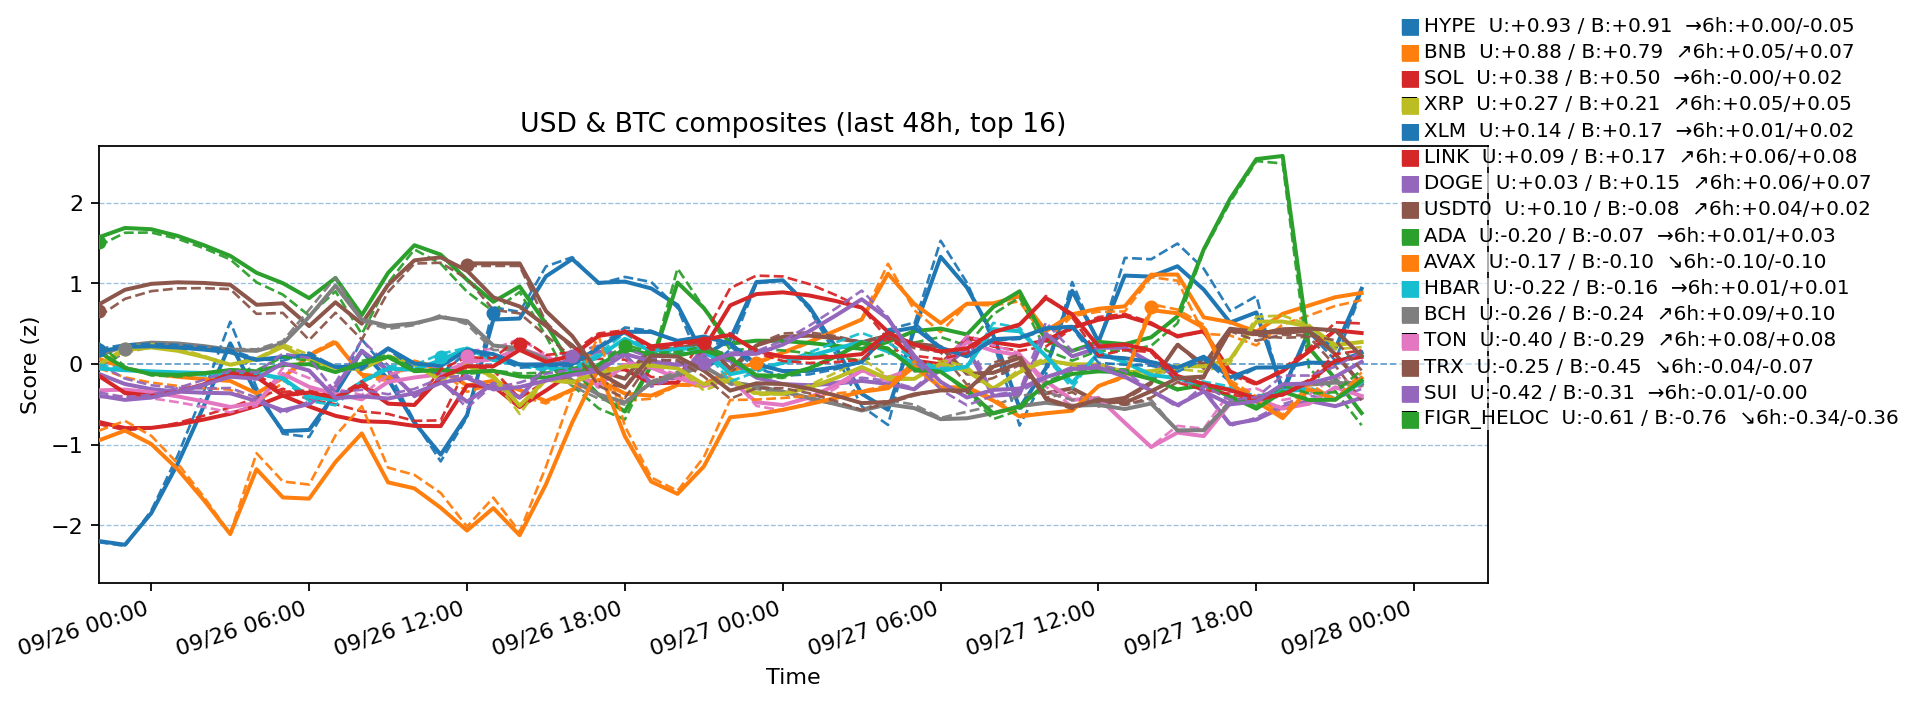 HYPE  U:+0.93 / B:+0.91  →6h:+0.00/-0.05
BNB  U:+0.88 / B:+0.79  ↗6h:+0.05/+0.07
SOL  U:+0.38 / B:+0.50  →6h:-0.00/+0.02
XRP  U:+0.27 / B:+0.21  ↗6h:+0.05/+0.05
XLM  U:+0.14 / B:+0.17  →6h:+0.01/+0.02
LINK  U:+0.09 / B:+0.17  ↗6h:+0.06/+0.08
DOGE  U:+0.03 / B:+0.15  ↗6h:+0.06/+0.07
USDT0  U:+0.10 / B:-0.08  ↗6h:+0.04/+0.02
ADA  U:-0.20 / B:-0.07  →6h:+0.01/+0.03
AVAX  U:-0.17 / B:-0.10  ↘6h:-0.10/-0.10
HBAR  U:-0.22 / B:-0.16  →6h:+0.01/+0.01
BCH  U:-0.26 / B:-0.24  ↗6h:+0.09/+0.10
TON  U:-0.40 / B:-0.29  ↗6h:+0.08/+0.08
TRX  U:-0.25 / B:-0.45  ↘6h:-0.04/-0.07
SUI  U:-0.42 / B:-0.31  →6h:-0.01/-0.00
FIGR_HELOC  U:-0.61 / B:-0.76  ↘6h:-0.34/-0.36
USD & BTC composites (last 48h, top 16)
Score (z)
2
1
0
−1
−2
09/26 00:00
09/26 06:00
09/26 12:00
09/26 18:00
09/27 00:00
09/27 06:00
09/27 12:00
09/27 18:00
09/28 00:00
Time